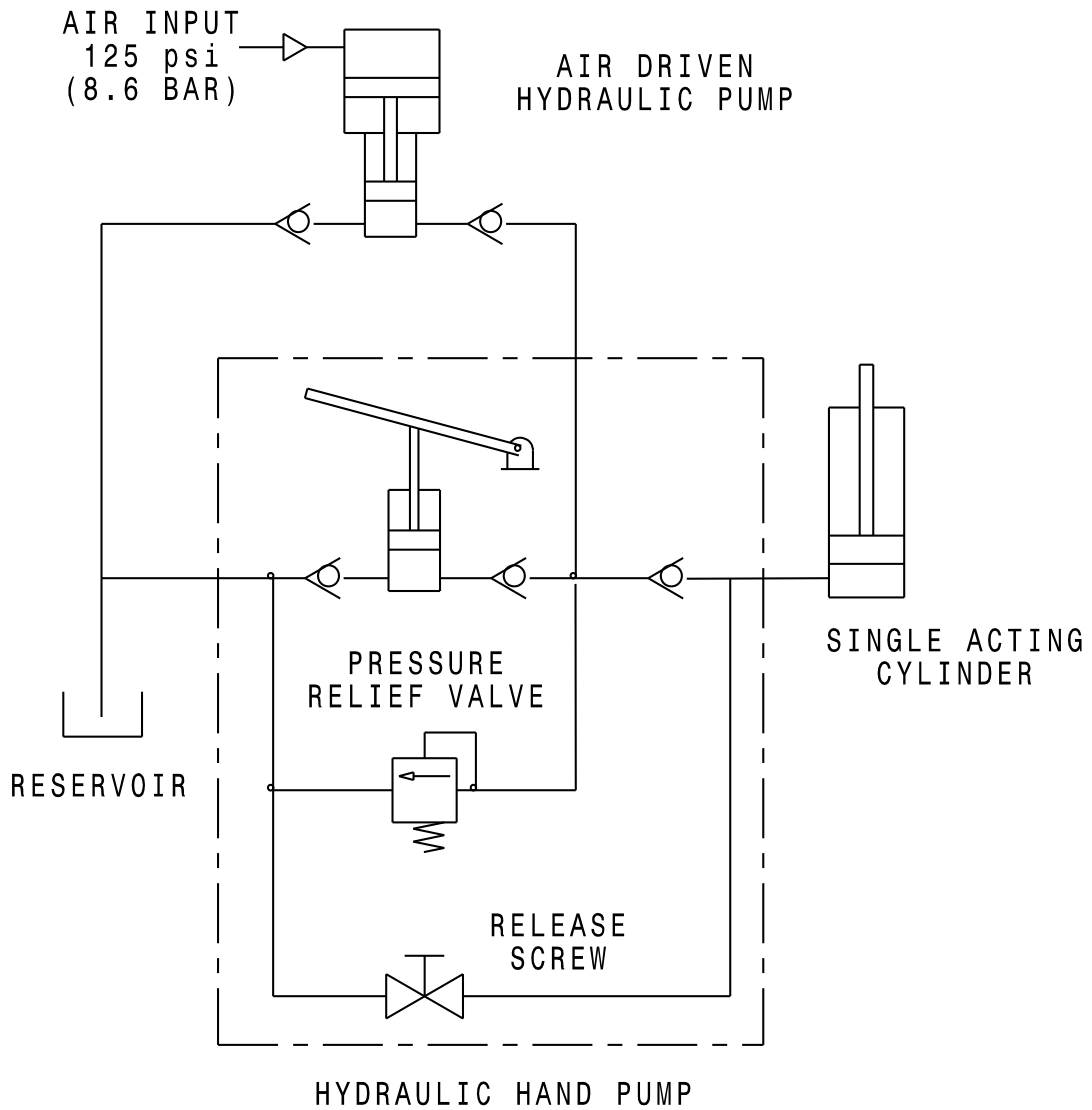 AIR INPUT
125 psi
(8.6 BAR)
AIR DRIVEN
HYDRAULIC PUMP
SINGLE ACTING
CYLINDER
PRESSURE
RELIEF VALVE
RESERVOIR
RELEASE
SCREW
HYDRAULIC HAND PUMP